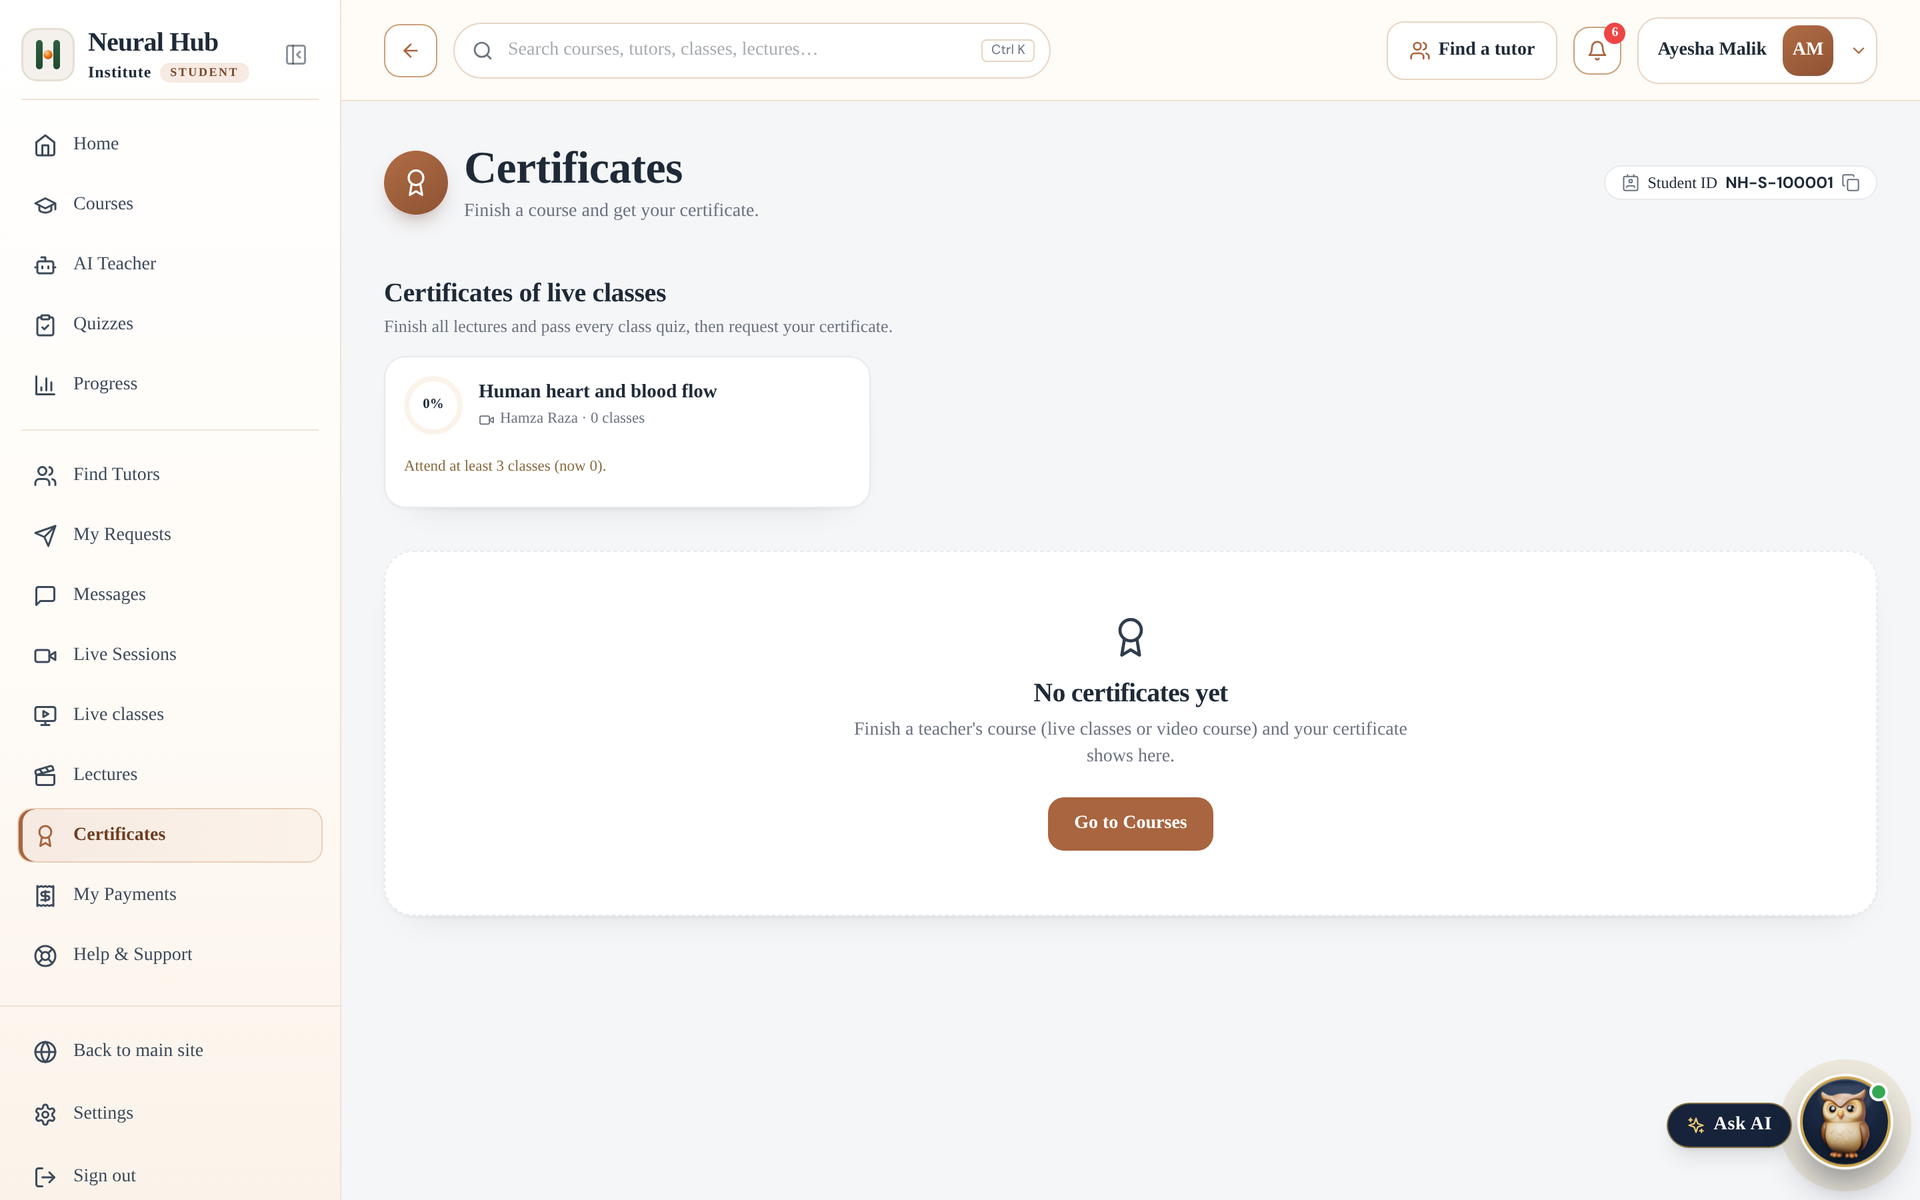 Neural Hub
Institute STUDENT
Home
Courses
AI Teacher
Quizzes
Progress
Find Tutors
My Requests
Messages
Live Sessions
Live classes
Lectures
Certificates
My Payments
Help & Support
Back to main site
Settings
Sign out
Search courses, tutors, classes, lectures… Ctrl K
Find a tutor
6
Ayesha Malik AM
Certificates
Finish a course and get your certificate.
Student ID NH-S-100001
Certificates of live classes
Finish all lectures and pass every class quiz, then request your certificate.
0%
Human heart and blood flow
Hamza Raza · 0 classes
Attend at least 3 classes (now 0).
No certificates yet
Finish a teacher's course (live classes or video course) and your certificate
shows here.
Go to Courses
Ask AI